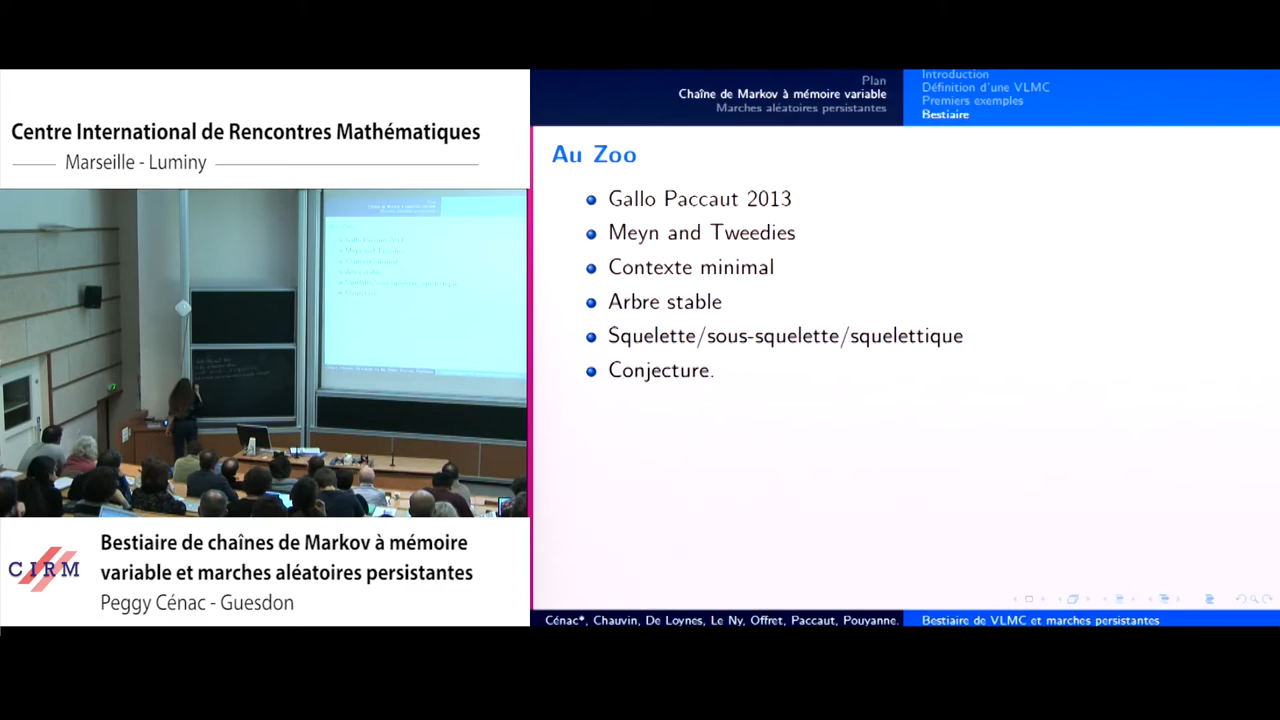 Centre International de Rencontres Mathématiques
Marseille - Luminy
CIRM
Bestiaire de chaînes de Markov à mémoire
variable et marches aléatoires persistantes
Peggy Cénac - Guesdon
Plan
Chaîne de Markov à mémoire variable
Marches aléatoires persistantes
Introduction
Définition d'une VLMC
Premiers exemples
Bestiaire
Au Zoo
Gallo Paccaut 2013
Meyn and Tweedies
Contexte minimal
Arbre stable
Squelette/sous-squelette/squelettique
Conjecture.
Cénac*, Chauvin, De Loynes, Le Ny, Offret, Paccaut, Pouyanne.
Bestiaire de VLMC et marches persistantes